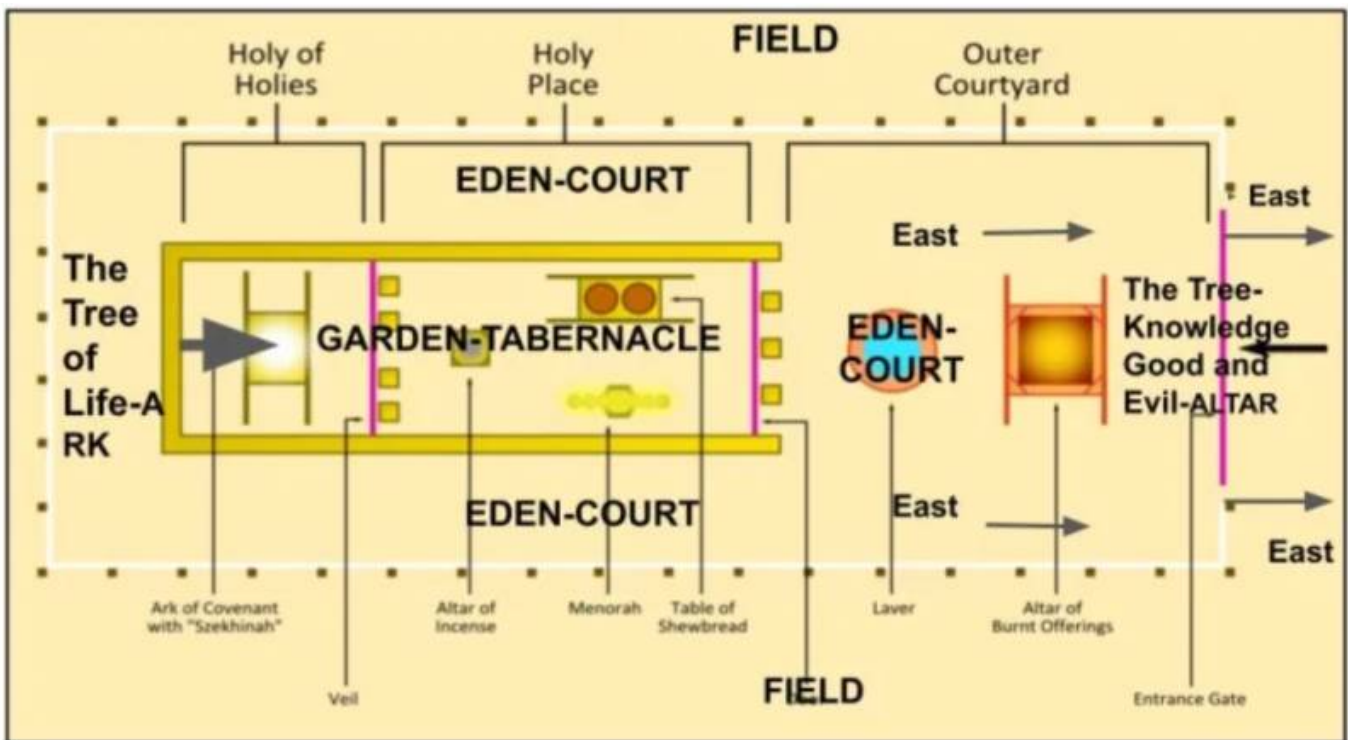 FIELD
Holy of
Holies
Holy
Place
Outer
Courtyard
EDEN-COURT
East
East
The
Tree
of
Life-A
RK
GARDEN-TABERNACLE
EDEN-
COURT
The Tree-
Knowledge
Good and
Evil-ALTAR
EDEN-COURT
East
East
Ark of Covenant
with "Szekhinah"
Altar of
Incense
Menorah
Table of
Shewbread
Laver
Altar of
Burnt Offerings
Veil
FIELD
Entrance Gate